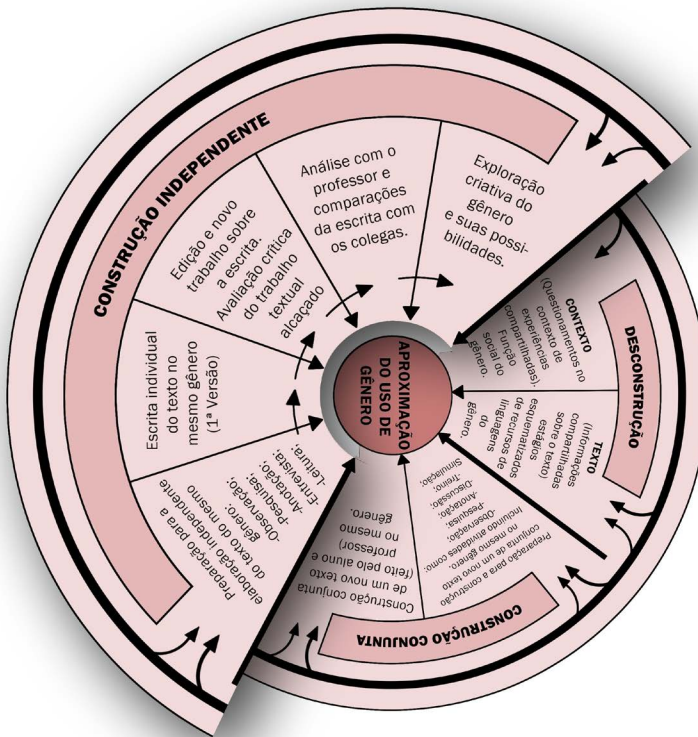 APROXIMAÇÃO
DO USO DE
GÊNERO
DESCONSTRUÇÃO
CONTEXTO
(Questionamentos no
contexto de
experiências
compartilhadas).
Função
social do
gênero.
TEXTO
(Informações
compartilhadas
sobre o texto)
estágios
esquematizados
de recursos de
linguagens
do
gênero.
CONSTRUÇÃO CONJUNTA
Preparação para a construção
conjunta de um novo texto
no mesmo gênero.
Incluindo atividades como:
-Observação;
-Pesquisa;
-Anotação;
-Discussão;
-Treino;
Simulação;
Construção conjunta
de um novo texto
(feito pelo aluno e
professor)
no mesmo
gênero.
CONSTRUÇÃO INDEPENDENTE
Preparação para a
elaboração independente
do texto do mesmo
gênero;
-Observação;
-Pesquisa;
-Anotação;
-Entrevista;
-Leitura;
Escrita individual
do texto no
mesmo gênero
(1ª Versão)
Edição e novo
trabalho sobre
a escrita.
Avaliação crítica
do trabalho
textual
alcaçado
Análise com o
professor e
comparações
da escrita com
os colegas.
Exploração
criativa do
gênero
e suas possi-
bilidades.